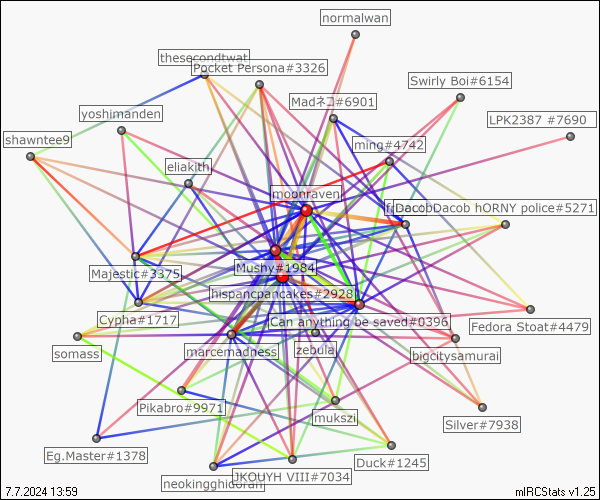 normalwan
thesecondtwat
Pocket Persona#3326
Swirly Boi#6154
Madネコ#6901
yoshimanden
LPK2387 #7690
shawntee9
ming#4742
eliakith
moonraven
DacobDacob hORNY police#5271
Mushy#1984
Majestic#3375
hispancpancakes#2928
Cypha#1717
Can anything be saved#0396
Fedora Stoat#4479
somass
marcemadness
zebulaj
bigcitysamurai
Pikabro#9971
mukszi
Silver#7938
Eg.Master#1378
Duck#1245
neokingghidorah
JKOUYH VIII#7034
7.7.2024 13:59
mIRCStats v1.25